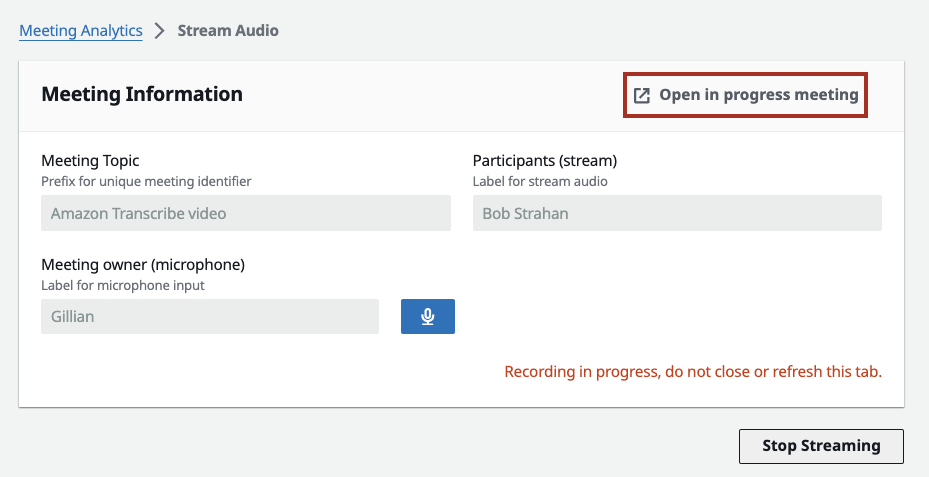 Meeting Analytics > Stream Audio
Meeting Information
Open in progress meeting
Meeting Topic
Prefix for unique meeting identifier
Amazon Transcribe video
Participants (stream)
Label for stream audio
Bob Strahan
Meeting owner (microphone)
Label for microphone input
Gillian
Recording in progress, do not close or refresh this tab.
Stop Streaming